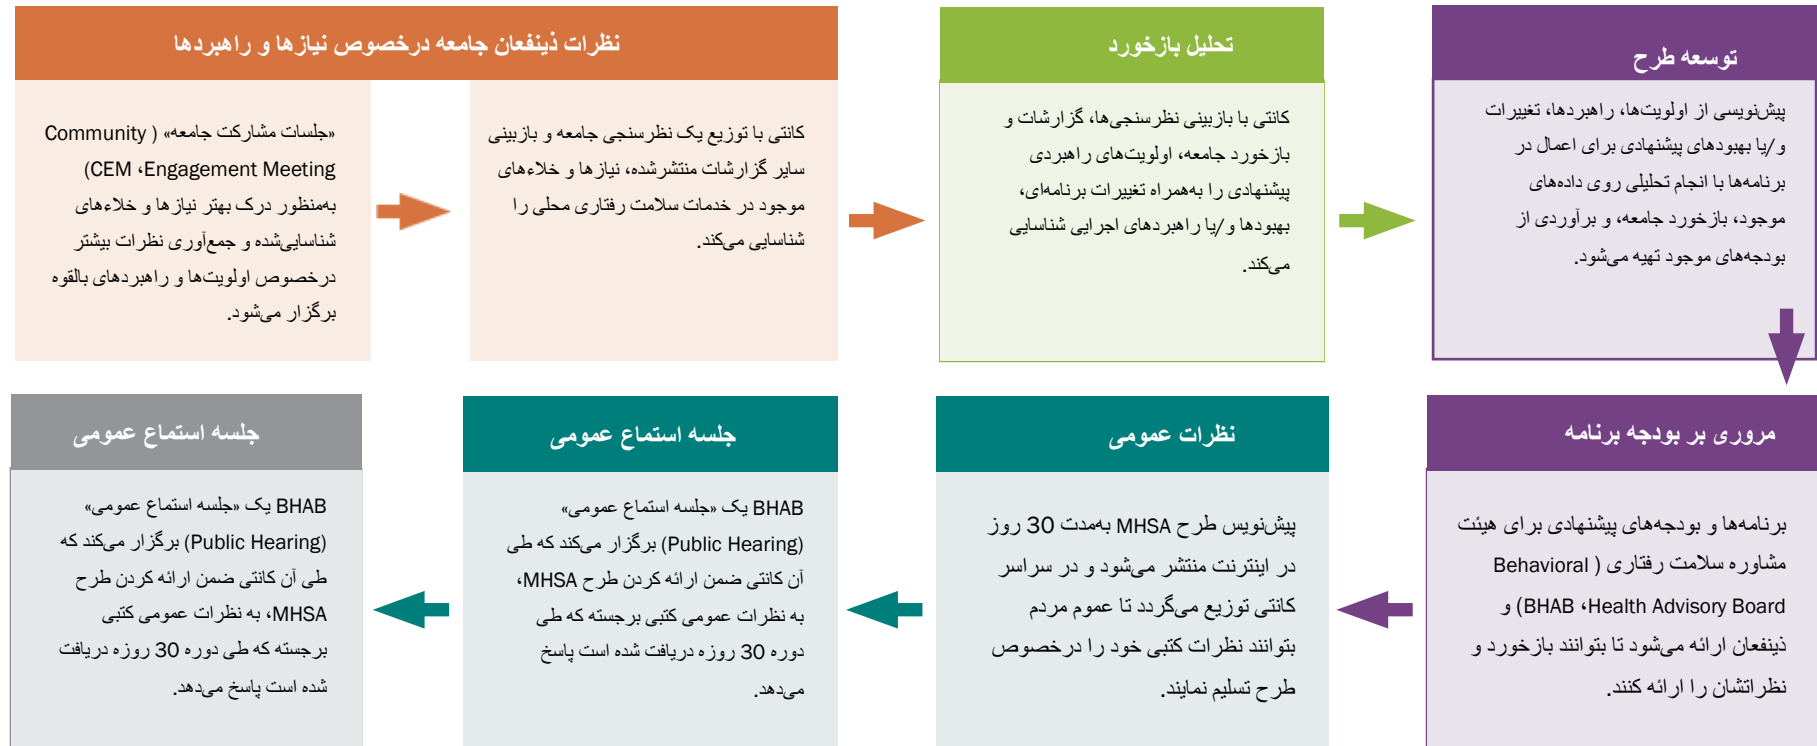 نظرات ذینفعان جامعه درخصوص نیازها و راهبردها
«جلسات مشارکت جامعه» (Community
Engagement Meeting، CEM)
به‌منظور درک بهتر نیازها و خلاءهای
شناسایی‌شده و جمع‌آوری نظرات بیشتر
درخصوص اولویت‌ها و راهبردهای بالقوه
برگزار می‌شود.
کانتی با توزیع یک نظرسنجی جامعه و بازبینی
سایر گزارشات منتشرشده، نیازها و خلاءهای
موجود در خدمات سلامت رفتاری محلی را
شناسایی می‌کند.
تحلیل بازخورد
کانتی با بازبینی نظرسنجی‌ها، گزارشات و
بازخورد جامعه، اولویت‌های راهبردی
پیشنهادی را به‌همراه تغییرات برنامه‌ای،
بهبودها و/یا راهبردهای اجرایی شناسایی
می‌کند.
توسعه طرح
پیش‌نویسی از اولویت‌ها، راهبردها، تغییرات
و/یا بهبودهای پیشنهادی برای اعمال در
برنامه‌ها با انجام تحلیلی روی داده‌های
موجود، بازخورد جامعه، و برآوردی از
بودجه‌های موجود تهیه می‌شود.
مروری بر بودجه برنامه
برنامه‌ها و بودجه‌های پیشنهادی برای هیئت
مشاوره سلامت رفتاری (Behavioral
Health Advisory Board، BHAB) و
ذینفعان ارائه می‌شود تا بتوانند بازخورد و
نظراتشان را ارائه کنند.
نظرات عمومی
پیش‌نویس طرح MHSA به‌مدت 30 روز
در اینترنت منتشر می‌شود و در سراسر
کانتی توزیع می‌گردد تا عموم مردم
بتوانند نظرات کتبی خود را درخصوص
طرح تسلیم نمایند.
جلسه استماع عمومی
BHAB یک «جلسه استماع عمومی»
(Public Hearing) برگزار می‌کند که طی
آن کانتی ضمن ارائه کردن طرح MHSA،
به نظرات عمومی کتبی برجسته که طی
دوره 30 روزه دریافت شده است پاسخ
می‌دهد.
جلسه استماع عمومی
BHAB یک «جلسه استماع عمومی»
(Public Hearing) برگزار می‌کند که
طی آن کانتی ضمن ارائه کردن طرح
MHSA، به نظرات عمومی کتبی
برجسته که طی دوره 30 روزه دریافت
شده است پاسخ می‌دهد.